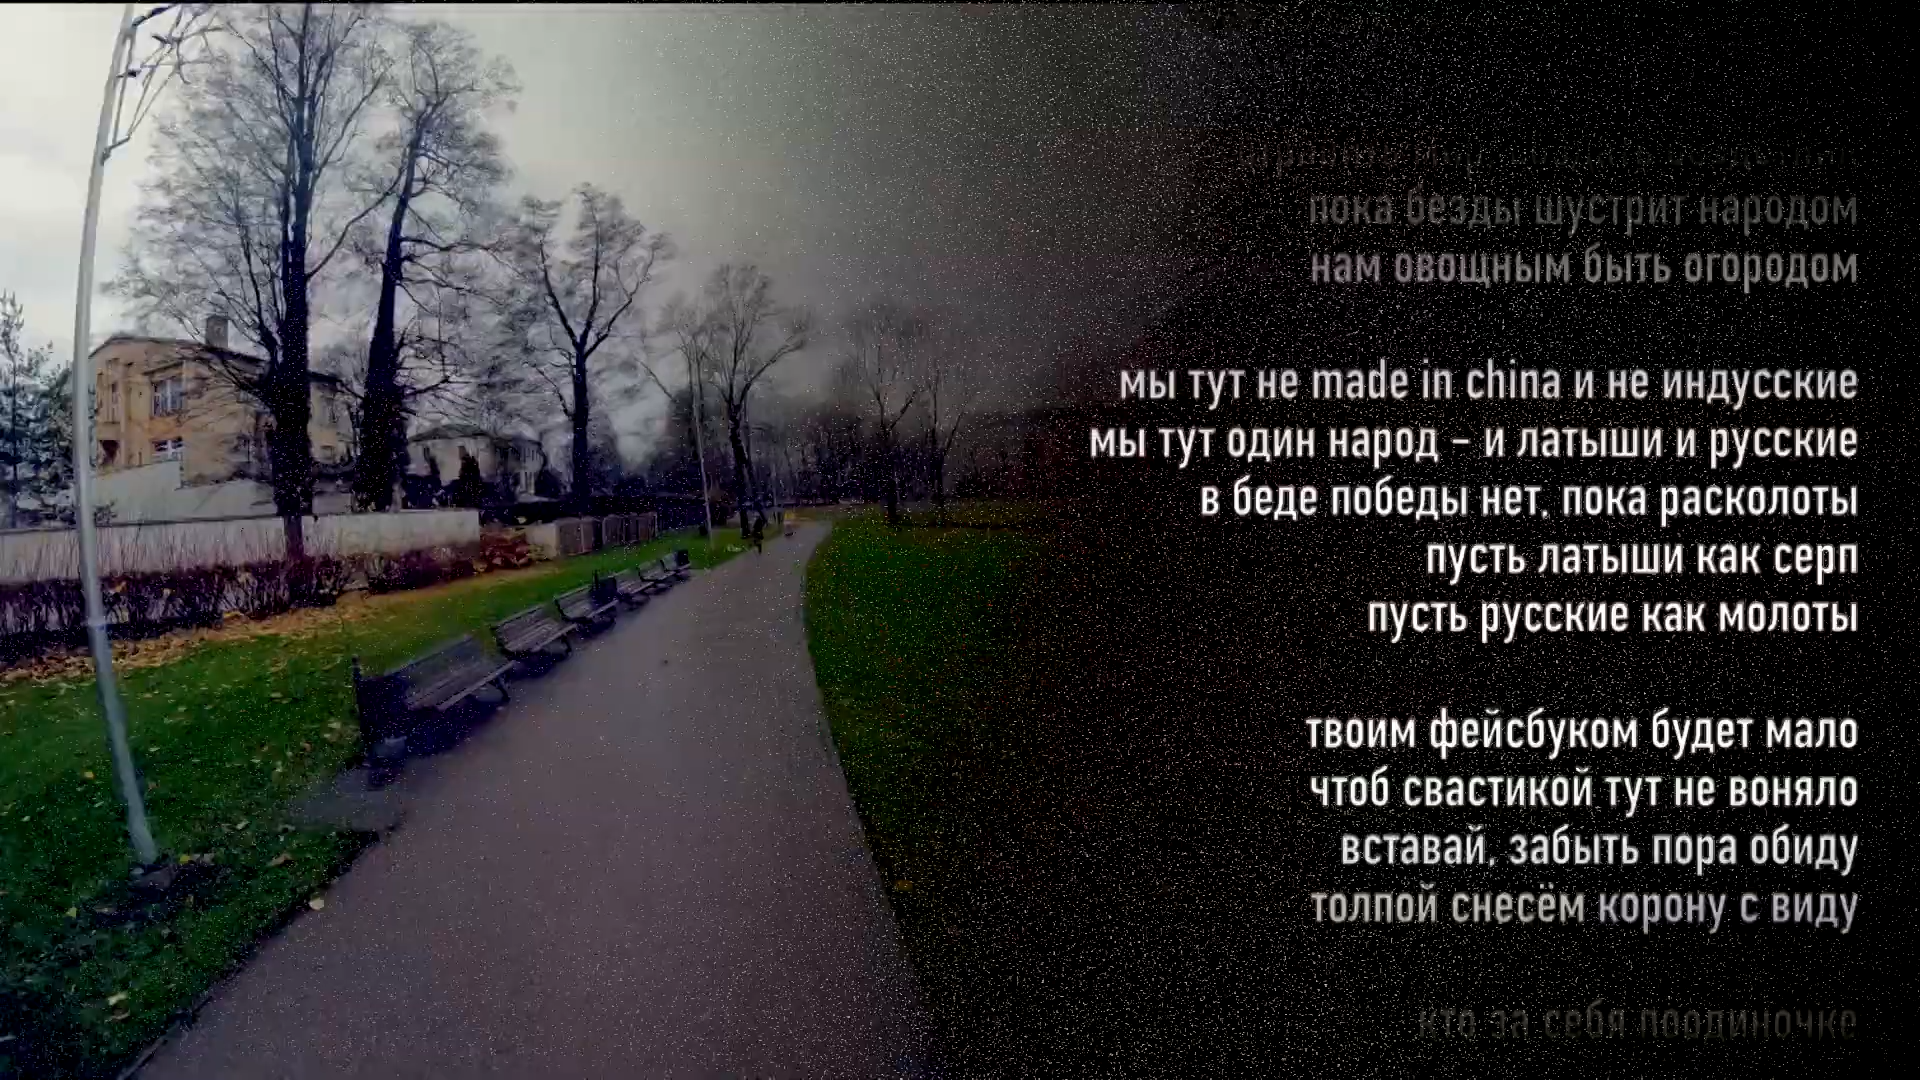 пока безды шустрит народом
нам овощным быть огородом
мы тут не made in china и не индусские
мы тут один народ – и латыши и русские
в беде победы нет, пока расколоты
пусть латыши как серп
пусть русские как молоты
твоим фейсбуком будет мало
чтоб свастикой тут не воняло
вставай, забыть пора обиду
толпой снесём корону с виду
кто за себя поодиночке